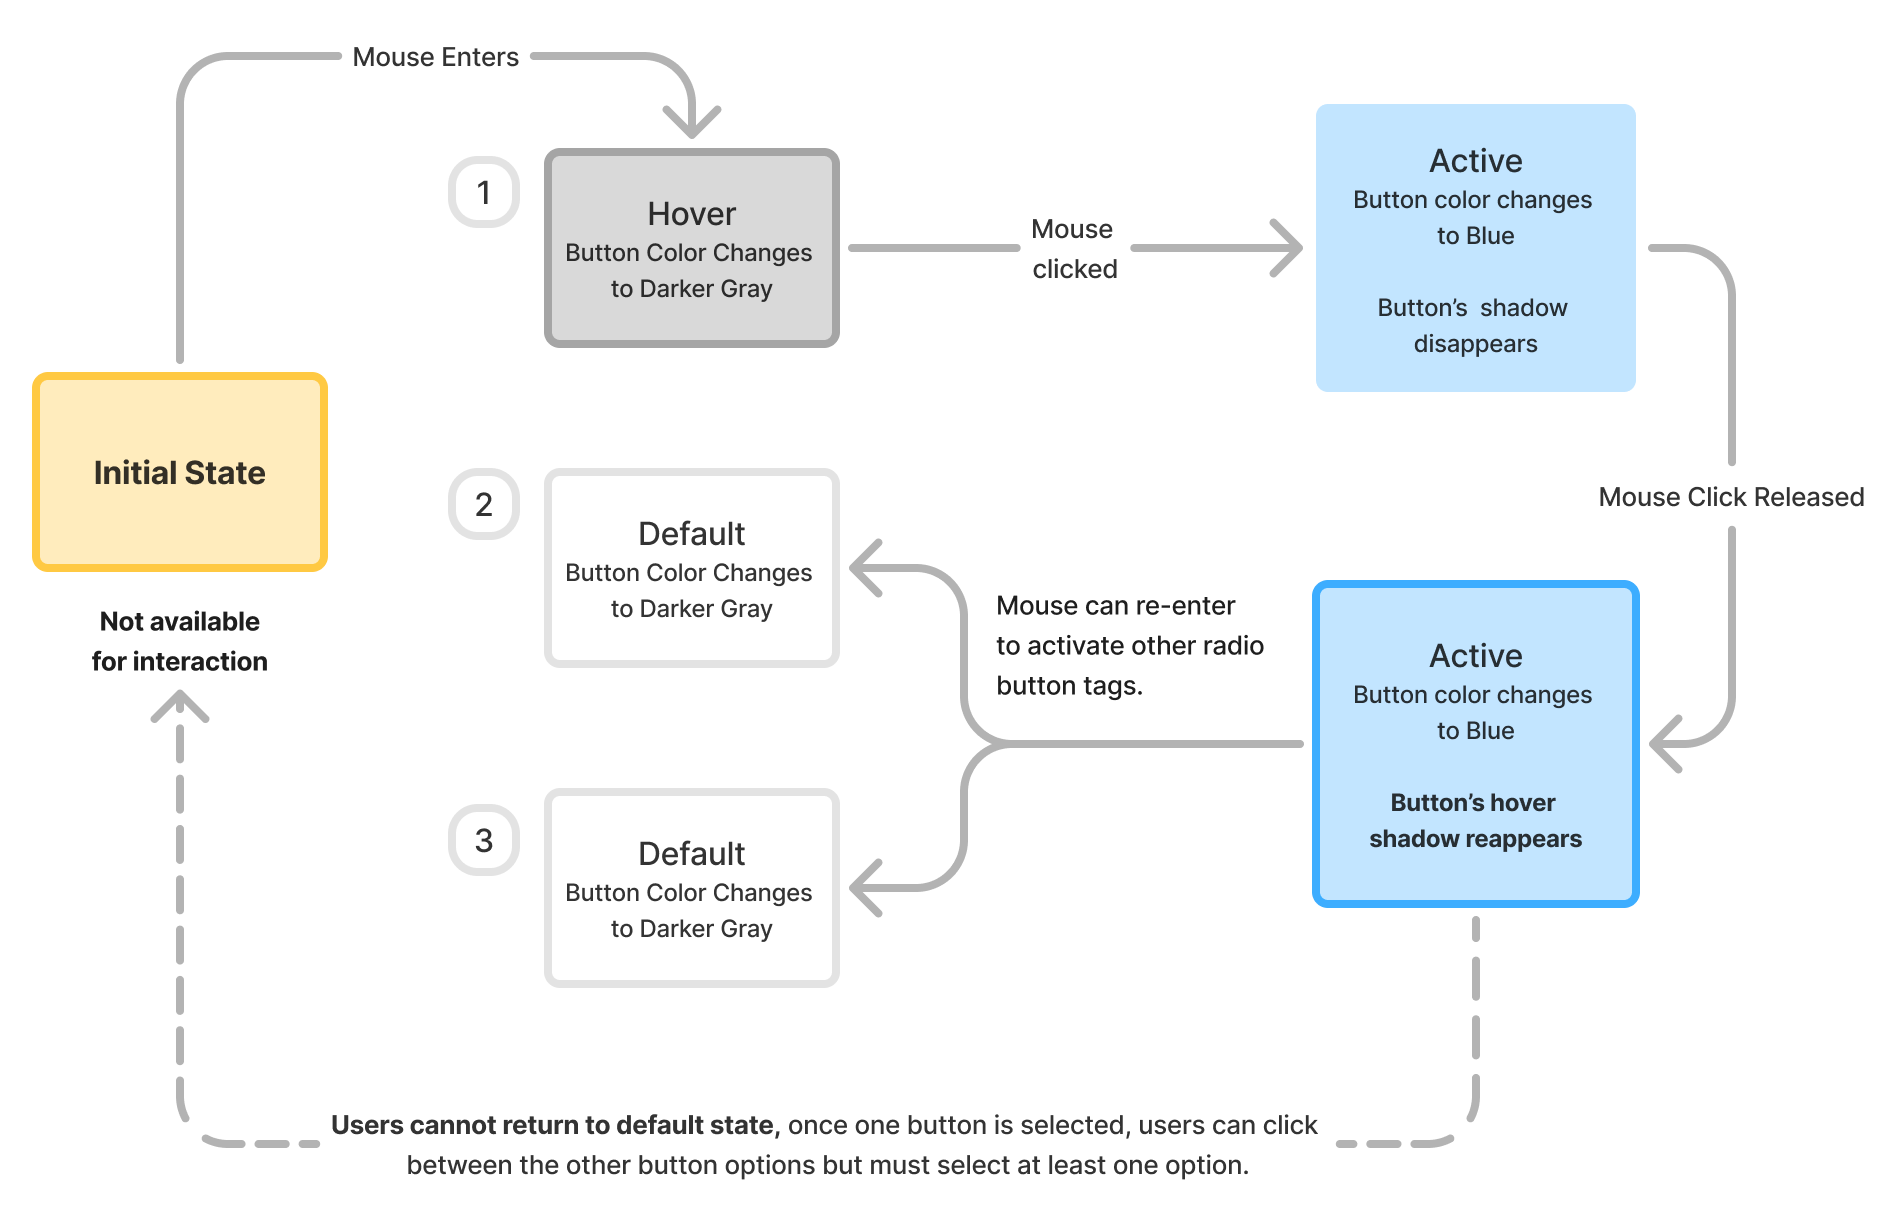 Mouse Enters
1
Hover
Button Color Changes
to Darker Gray
Mouse
clicked
Active
Button color changes
to Blue
Button’s  shadow
disappears
Initial State
Not available
for interaction
2
Default
Button Color Changes
to Darker Gray
Mouse Click Released
Mouse can re-enter
to activate other radio
button tags.
Active
Button color changes
to Blue
Button’s hover
shadow reappears
3
Default
Button Color Changes
to Darker Gray
Users cannot return to default state, once one button is selected, users can click
between the other button options but must select at least one option.